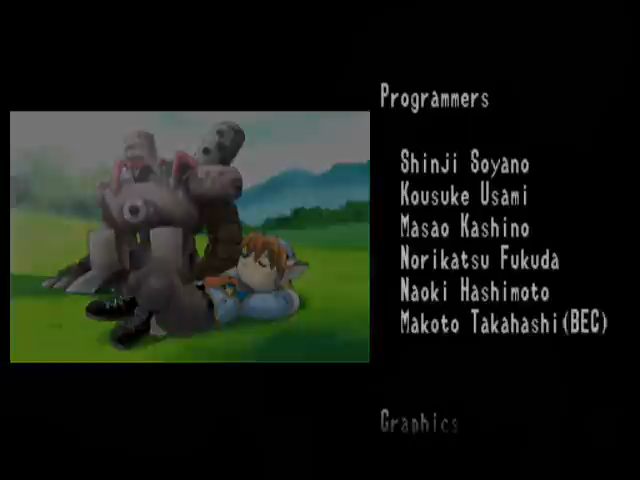 Programmers
Shinji Soyano
Kousuke Usami
Masao Kashino
Norikatsu Fukuda
Naoki Hashimoto
Makoto Takahashi(BEC)
Graphics